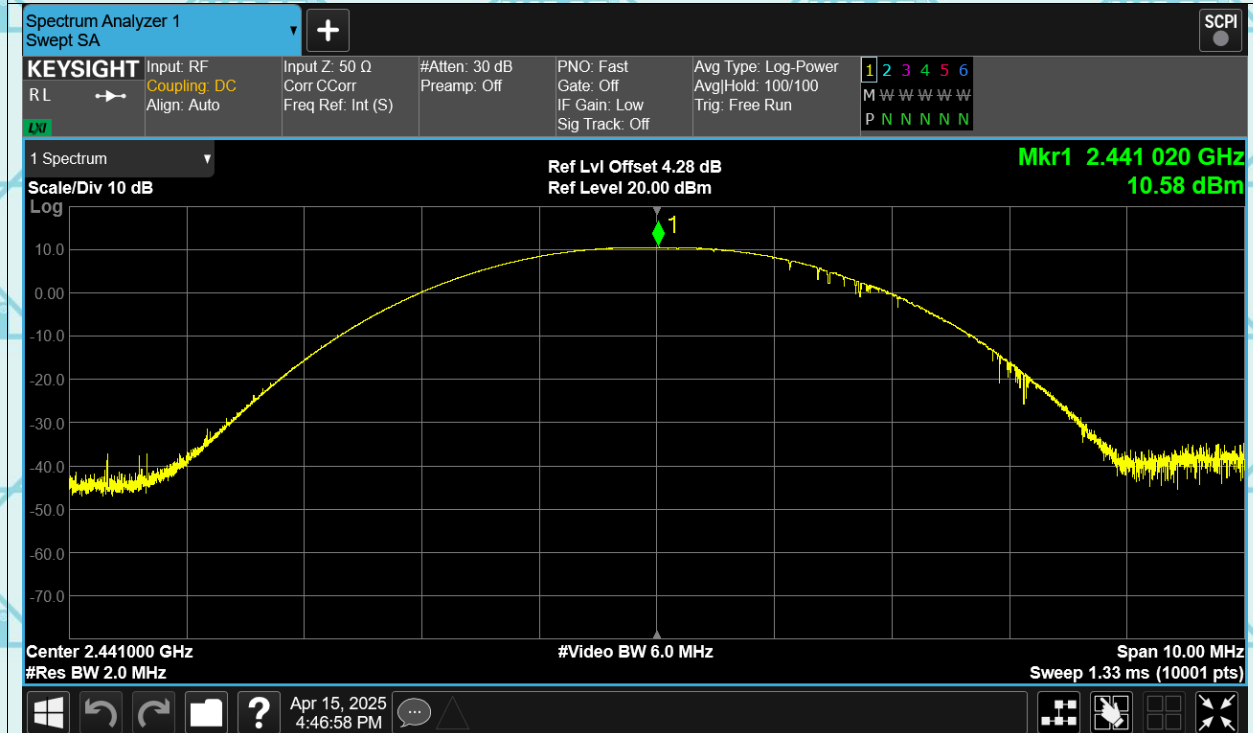 Spectrum Analyzer 1
Swept SA
+
SCPI
KEYSIGHT
RL
LXI
Input: RF
Coupling: DC
Align: Auto
Input Z: 50 Ω
Corr CCorr
Freq Ref: Int (S)
#Atten: 30 dB
Preamp: Off
PNO: Fast
Gate: Off
IF Gain: Low
Sig Track: Off
Avg Type: Log-Power
Avg|Hold: 100/100
Trig: Free Run
1 2 3 4 5 6
M W W W W W
P N N N N N
1 Spectrum
Scale/Div 10 dB
Log
Ref Lvl Offset 4.28 dB
Ref Level 20.00 dBm
Mkr1 2.441 020 GHz
10.58 dBm
1
10.0
0.00
-10.0
-20.0
-30.0
-40.0
-50.0
-60.0
-70.0
Center 2.441000 GHz
#Res BW 2.0 MHz
#Video BW 6.0 MHz
Span 10.00 MHz
Sweep 1.33 ms (10001 pts)
?
Apr 15, 2025
4:46:58 PM